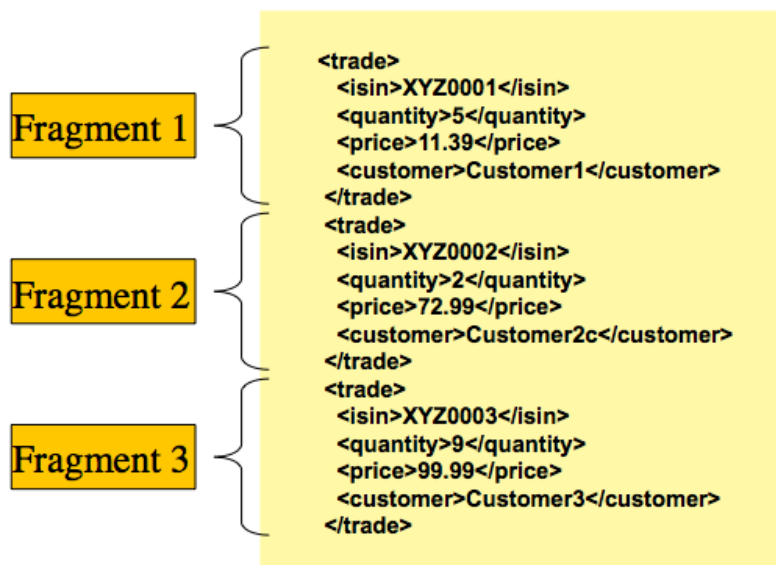 <trade>
<isin>XYZ0001</isin>
<quantity>5</quantity>
Fragment 1
<price>11.39</price>
<customer>Customer1</customer>
</trade>
<trade>
<isin>XYZ0002</isin>
<quantity>2</quantity>
Fragment 2
<price>72.99</price>
<customer>Customer2c</customer>
</trade>
<trade>
<isin>XYZ0003</isin>
<quantity>9</quantity>
Fragment 3
<price>99.99</price>
<customer>Customer3</customer>
</trade>